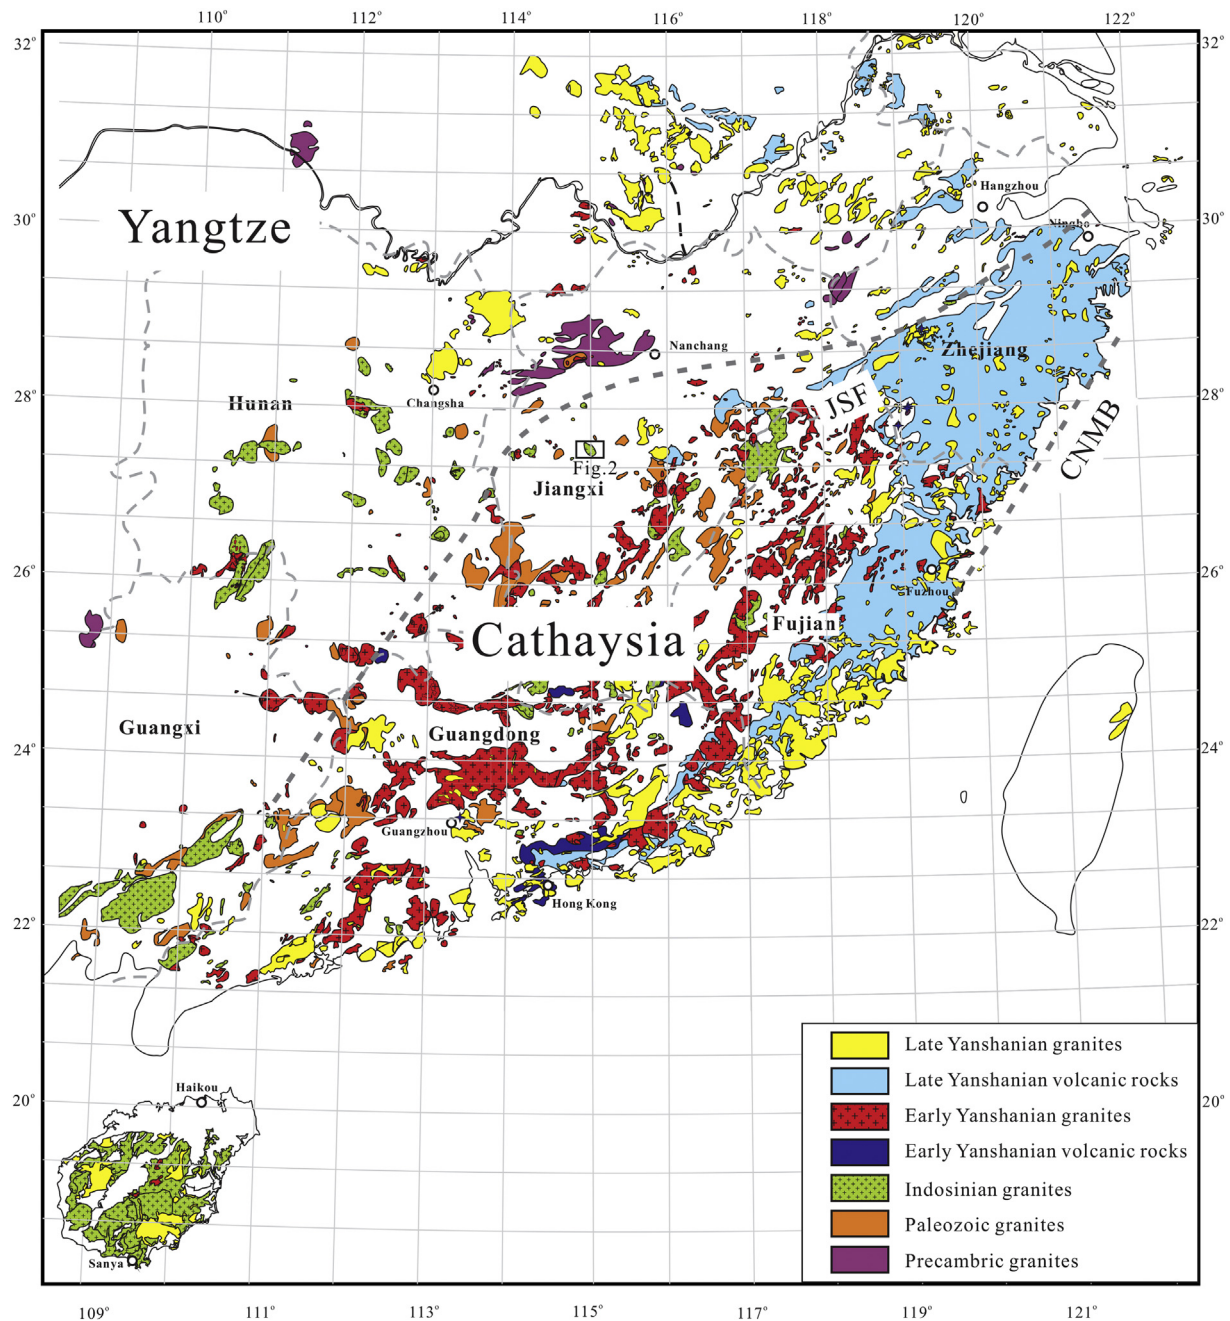 110°
112°
114°
116°
118°
120°
122°
32°
32°
Hangzhou
30°
Yangtze
30°
Ningbo
Nanchang
Zhejiang
28°
Hunan
Changsha
JSF
28°
CNMB
Fig.2
Jiangxi
26°
26°
Fuzhou
Cathaysia
Fujian
Guangxi
Guangdong
24°
24°
Guangzhou
Hong Kong
22°
22°
Late Yanshanian granites
Late Yanshanian volcanic rocks
Early Yanshanian granites
Early Yanshanian volcanic rocks
Indosinian granites
Paleozoic granites
Precambric granites
Haikou
20°
20°
Sanya
109°
111°
113°
115°
117°
119°
121°